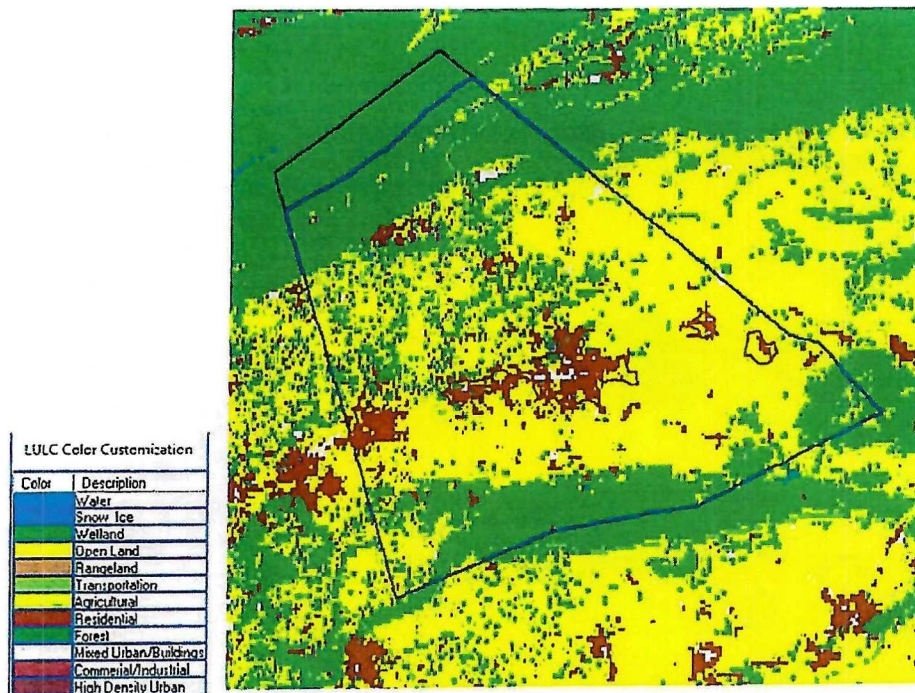 LULC Color Customization
Color Description
Water
Snow Ice
Wetland
Open Land
Rangeland
Transportation
Agricultural
Residential
Forest
Mixed Urban/Buildings
Commerial/Industrial
High Density Urban